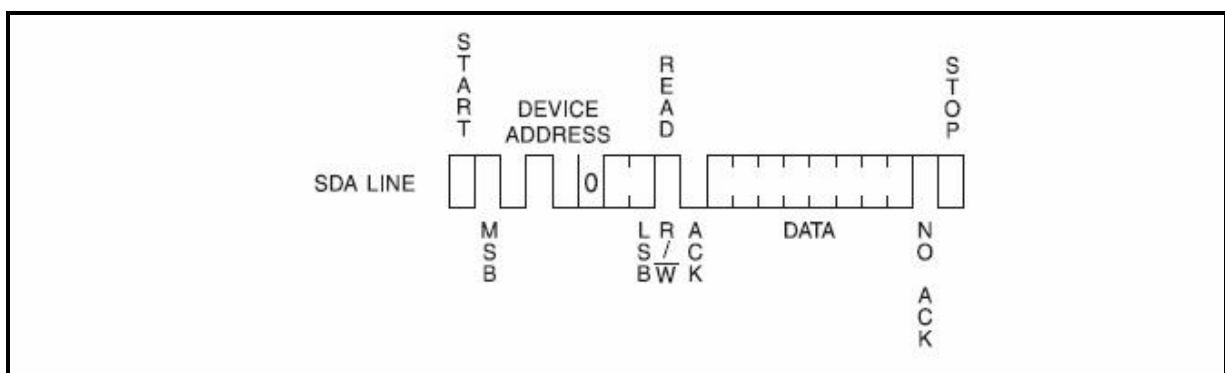 START
DEVICE
ADDRESS
READ
STOP
SDA LINE
0
MSB
LSB
R/W
ACK
DATA
NO ACK